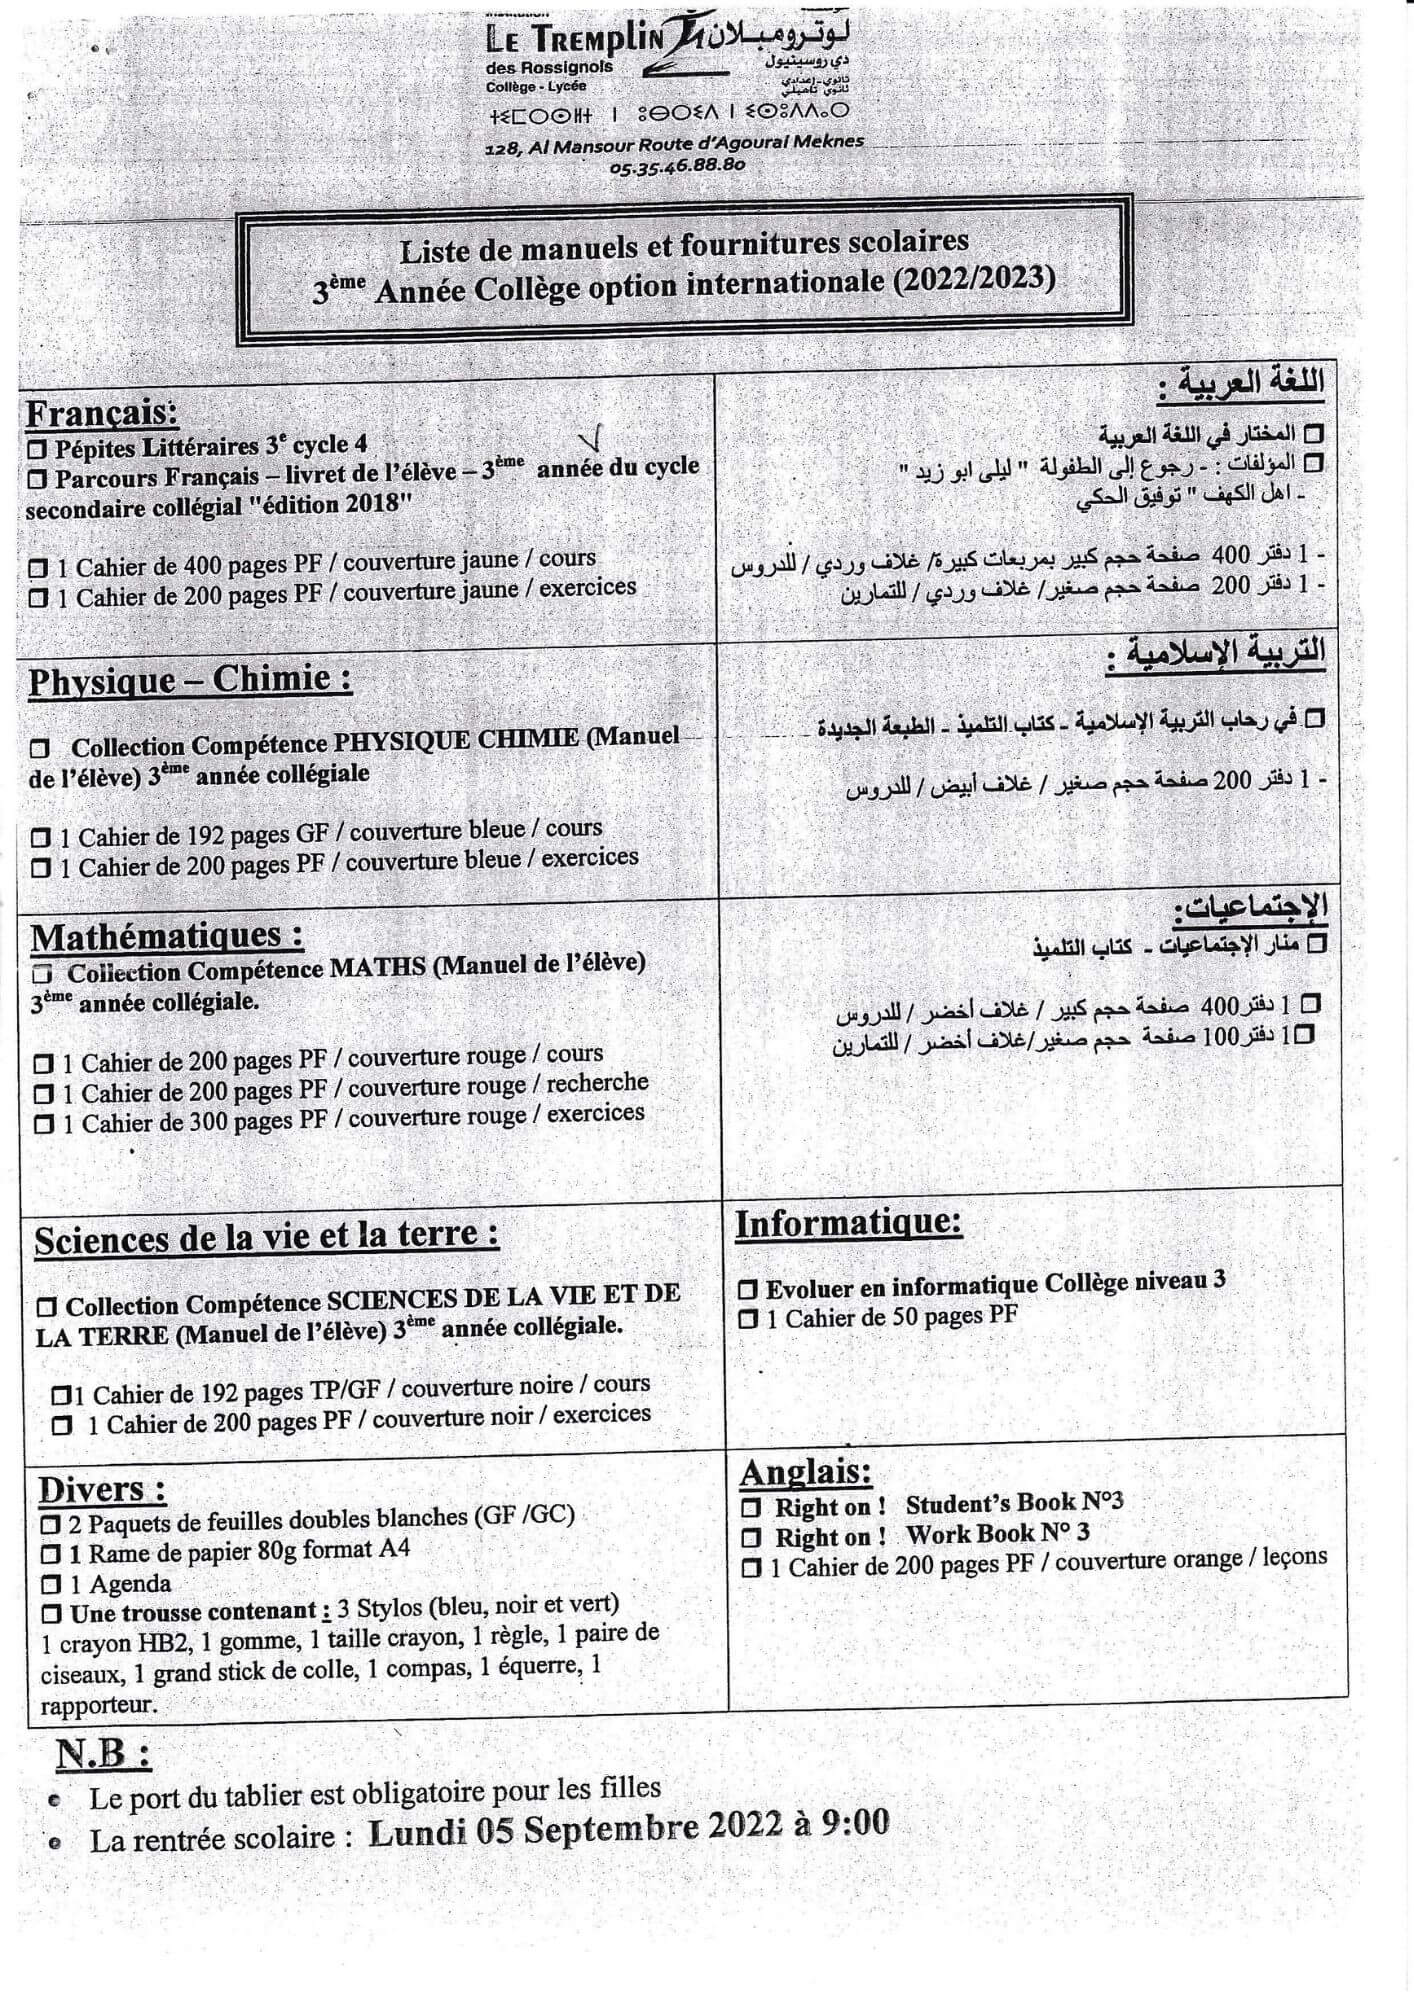 LE TREMPLIN
لوترومبلان
des Rossignols
دي روسينيول
Collège - Lycée
ثانوي-إعدادي
ثانوي تأهيلي
128, Al Mansour Route d'Agoural Meknes
05.35.46.88.80
Liste de manuels et fournitures scolaires
3ème Année Collège option internationale (2022/2023)
Français:
❒ Pépites Littéraires 3e cycle 4
❒ Parcours Français – livret de l'élève – 3ème année du cycle
secondaire collégial "édition 2018"
❒ 1 Cahier de 400 pages PF / couverture jaune / cours
❒ 1 Cahier de 200 pages PF / couverture jaune / exercices
اللغة العربية :
❒ المختار في اللغة العربية
❒ المؤلفات : - رجوع إلى الطفولة " ليلى ابو زيد "
- اهل الكهف " توفيق الحكي
- 1 دفتر 400 صفحة حجم كبير بمربعات كبيرة/ غلاف وردي / للدروس
- 1 دفتر 200 صفحة حجم صغير/ غلاف وردي / للتمارين
Physique – Chimie :
❒ Collection Compétence PHYSIQUE CHIMIE (Manuel
de l'élève) 3ème année collégiale
❒ 1 Cahier de 192 pages GF / couverture bleue / cours
❒ 1 Cahier de 200 pages PF / couverture bleue / exercices
التربية الإسلامية :
❒ في رحاب التربية الإسلامية - كتاب التلميذ - الطبعة الجديدة
- 1 دفتر 200 صفحة حجم صغير / غلاف أبيض / للدروس
Mathématiques :
❒ Collection Compétence MATHS (Manuel de l'élève)
3ème année collégiale.
❒ 1 Cahier de 200 pages PF / couverture rouge / cours
❒ 1 Cahier de 200 pages PF / couverture rouge / recherche
❒ 1 Cahier de 300 pages PF / couverture rouge / exercices
الإجتماعيات:
❒ منار الإجتماعيات - كتاب التلميذ
❒ 1 دفتر400 صفحة حجم كبير / غلاف أخضر / للدروس
❒1 دفتر100 صفحة حجم صغير/غلاف أخضر / للتمارين
Sciences de la vie et la terre :
❒ Collection Compétence SCIENCES DE LA VIE ET DE
LA TERRE (Manuel de l'élève) 3ème année collégiale.
❒1 Cahier de 192 pages TP/GF / couverture noire / cours
❒ 1 Cahier de 200 pages PF / couverture noir / exercices
Informatique:
❒ Evoluer en informatique Collège niveau 3
❒ 1 Cahier de 50 pages PF
Divers :
❒ 2 Paquets de feuilles doubles blanches (GF /GC)
❒ 1 Rame de papier 80g format A4
❒ 1 Agenda
❒ Une trousse contenant : 3 Stylos (bleu, noir et vert)
1 crayon HB2, 1 gomme, 1 taille crayon, 1 règle, 1 paire de
ciseaux, 1 grand stick de colle, 1 compas, 1 équerre, 1
rapporteur.
Anglais:
❒ Right on ! Student's Book N°3
❒ Right on ! Work Book N° 3
❒ 1 Cahier de 200 pages PF / couverture orange / leçons
N.B :
• Le port du tablier est obligatoire pour les filles
• La rentrée scolaire : Lundi 05 Septembre 2022 à 9:00